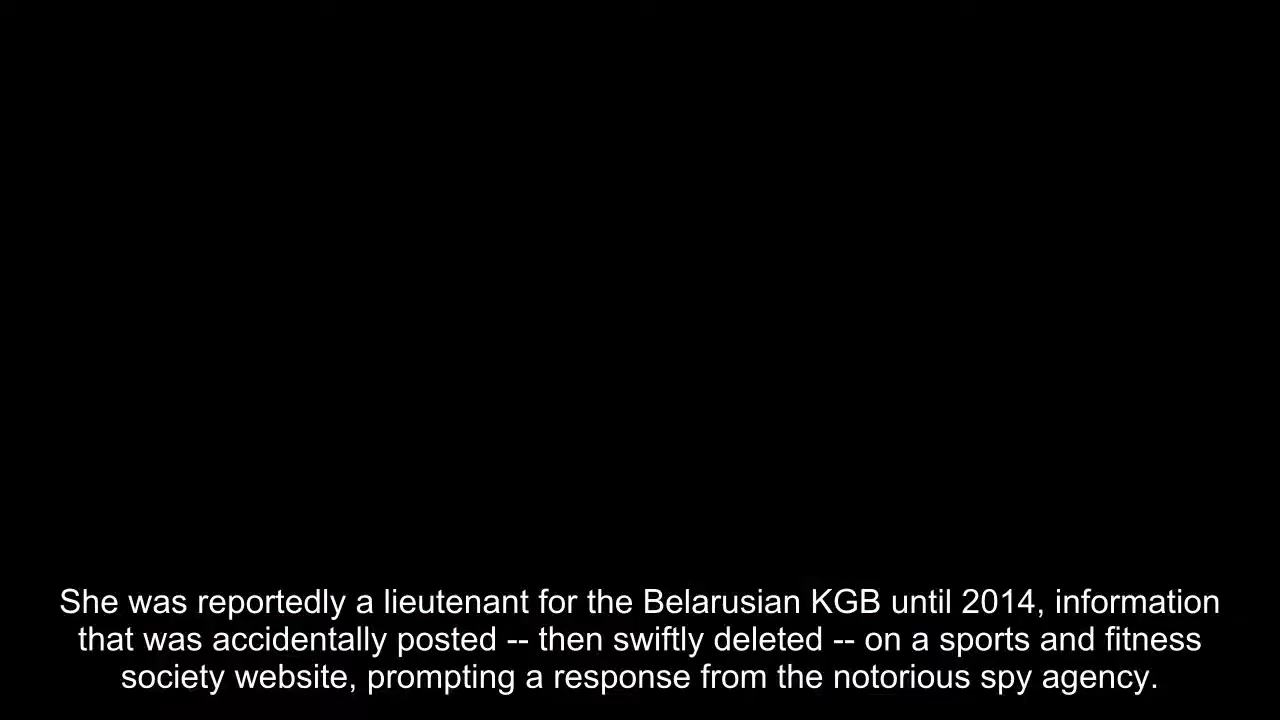 She was reportedly a lieutenant for the Belarusian KGB until 2014, information
that was accidentally posted -- then swiftly deleted -- on a sports and fitness
society website, prompting a response from the notorious spy agency.